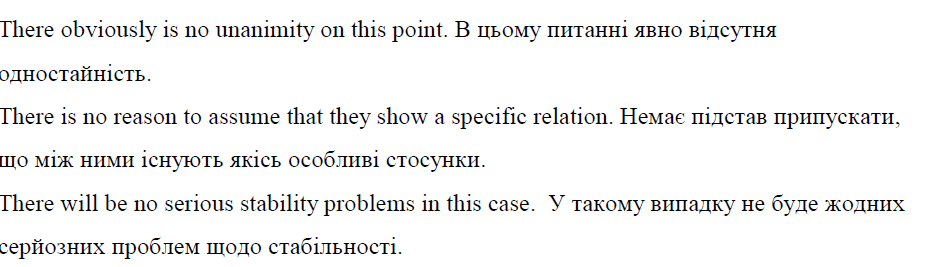 There obviously is no unanimity on this point. В цьому питанні явно відсутня
одностайність.
There is no reason to assume that they show a specific relation. Немає підстав припускати,
що між ними існують якісь особливі стосунки.
There will be no serious stability problems in this case.  У такому випадку не буде жодних
серйозних проблем щодо стабільності.